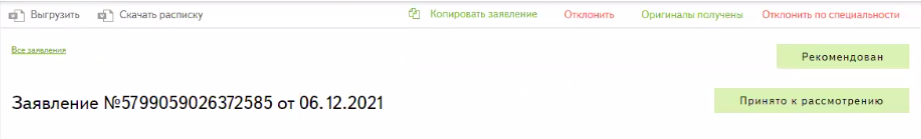 Выгрузить Скачать расписку Копировать заявление Отклонить Оригиналы получены Отклонить по специальности
Все заявления
Рекомендован
Заявление №5799059026372585 от 06.12.2021
Принято к рассмотрению